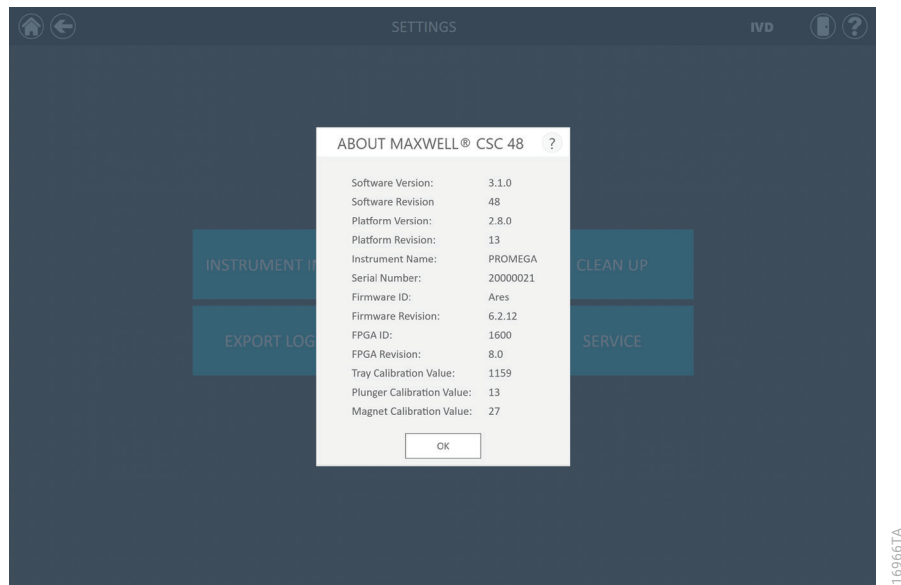 SETTINGS
IVD
?
ABOUT MAXWELL® CSC 48
?
Software Version: 3.1.0
Software Revision 48
Platform Version: 2.8.0
Platform Revision: 13
Instrument Name: PROMEGA
Serial Number: 20000021
Firmware ID: Ares
Firmware Revision: 6.2.12
FPGA ID: 1600
FPGA Revision: 8.0
Tray Calibration Value: 1159
Plunger Calibration Value: 13
Magnet Calibration Value: 27
OK
INSTRUMENT
CLEAN UP
EXPORT LOG
SERVICE
16966TA